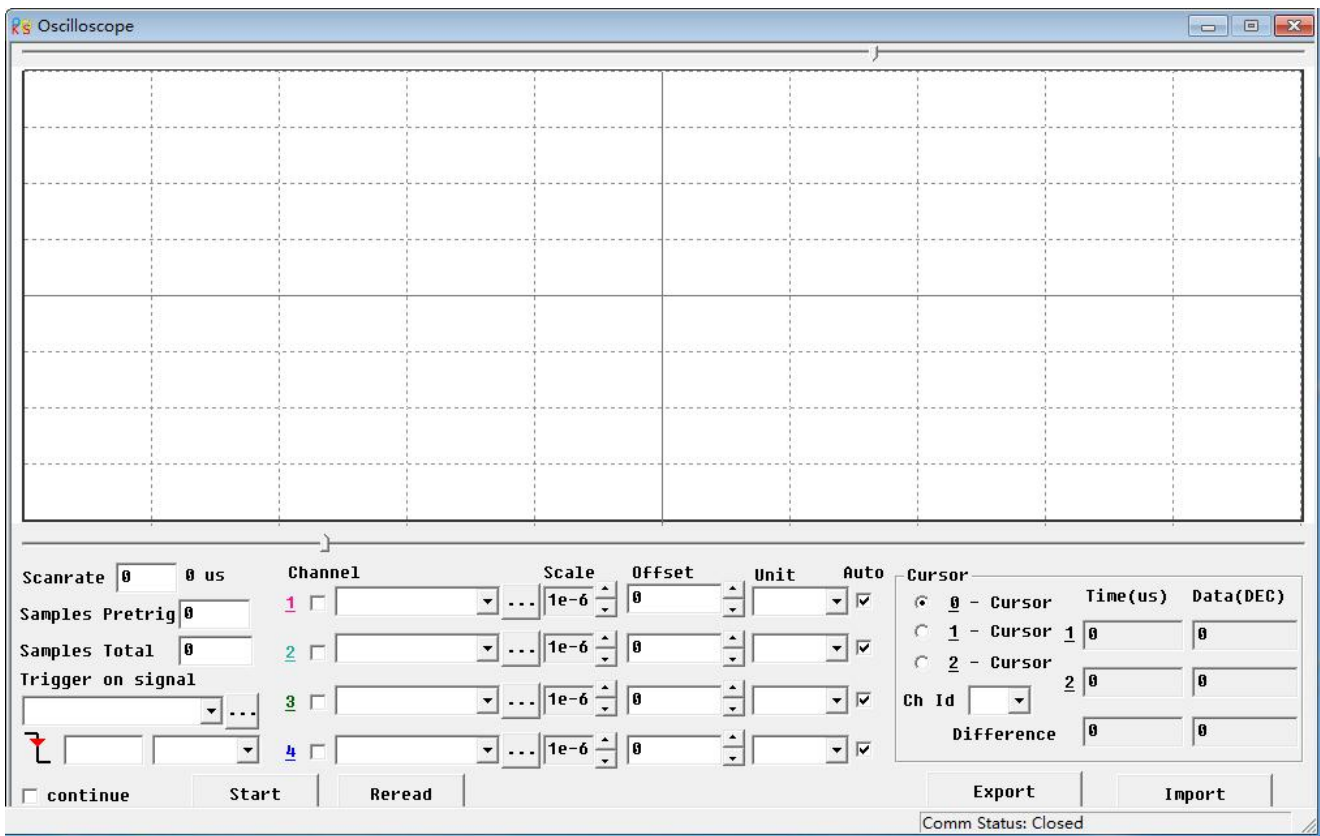 Oscilloscope
Scanrate 0 0 us
Samples Pretrig 0
Samples Total 0
Trigger on signal
...
continue Start Reread
Channel Scale Offset Unit Auto
1 ... 1e-6 0
2 ... 1e-6 0
3 ... 1e-6 0
4 ... 1e-6 0
Cursor
Time(us) Data(DEC)
0 - Cursor
1 - Cursor 1 0 0
2 - Cursor
2 0 0
Ch Id
Difference 0 0
Export Import
Comm Status: Closed